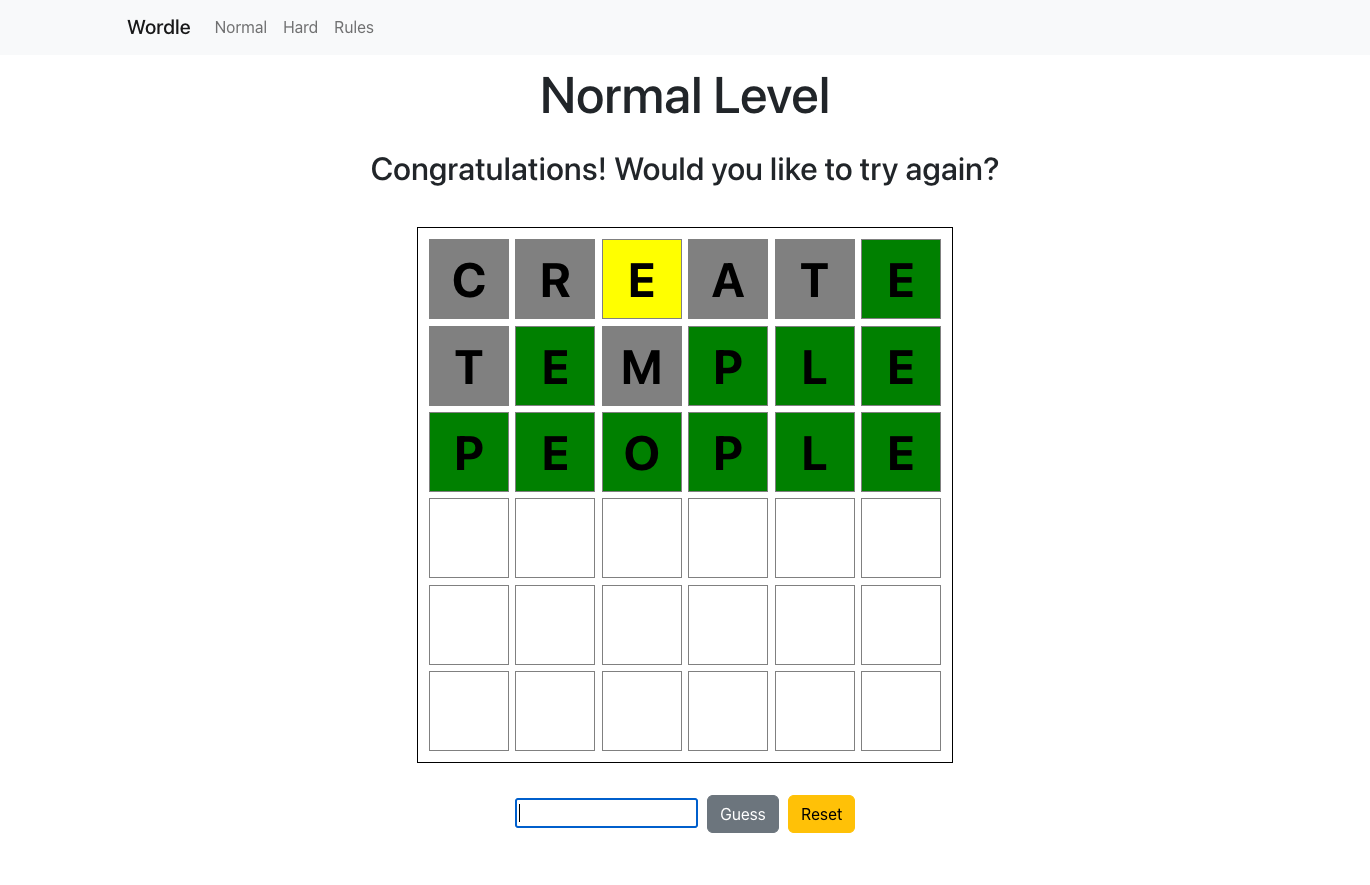 Wordle Normal Hard Rules
Normal Level
Congratulations! Would you like to try again?
C R E A T E
T E M P L E
P E O P L E
Guess Reset